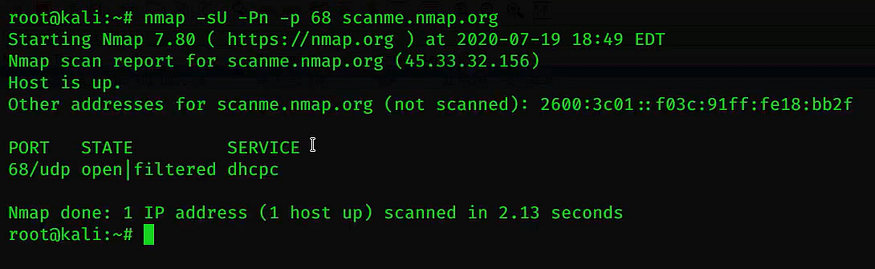 root@kali:~# nmap -sU -Pn -p 68 scanme.nmap.org
Starting Nmap 7.80 ( https://nmap.org ) at 2020-07-19 18:49 EDT
Nmap scan report for scanme.nmap.org (45.33.32.156)
Host is up.
Other addresses for scanme.nmap.org (not scanned): 2600:3c01::f03c:91ff:fe18:bb2f
PORT   STATE         SERVICE
68/udp open|filtered dhcpc
Nmap done: 1 IP address (1 host up) scanned in 2.13 seconds
root@kali:~#